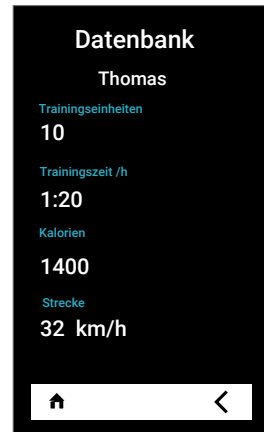 Datenbank
Thomas
Trainingseinheiten
10
Trainingszeit /h
1:20
Kalorien
1400
Strecke
32 km/h